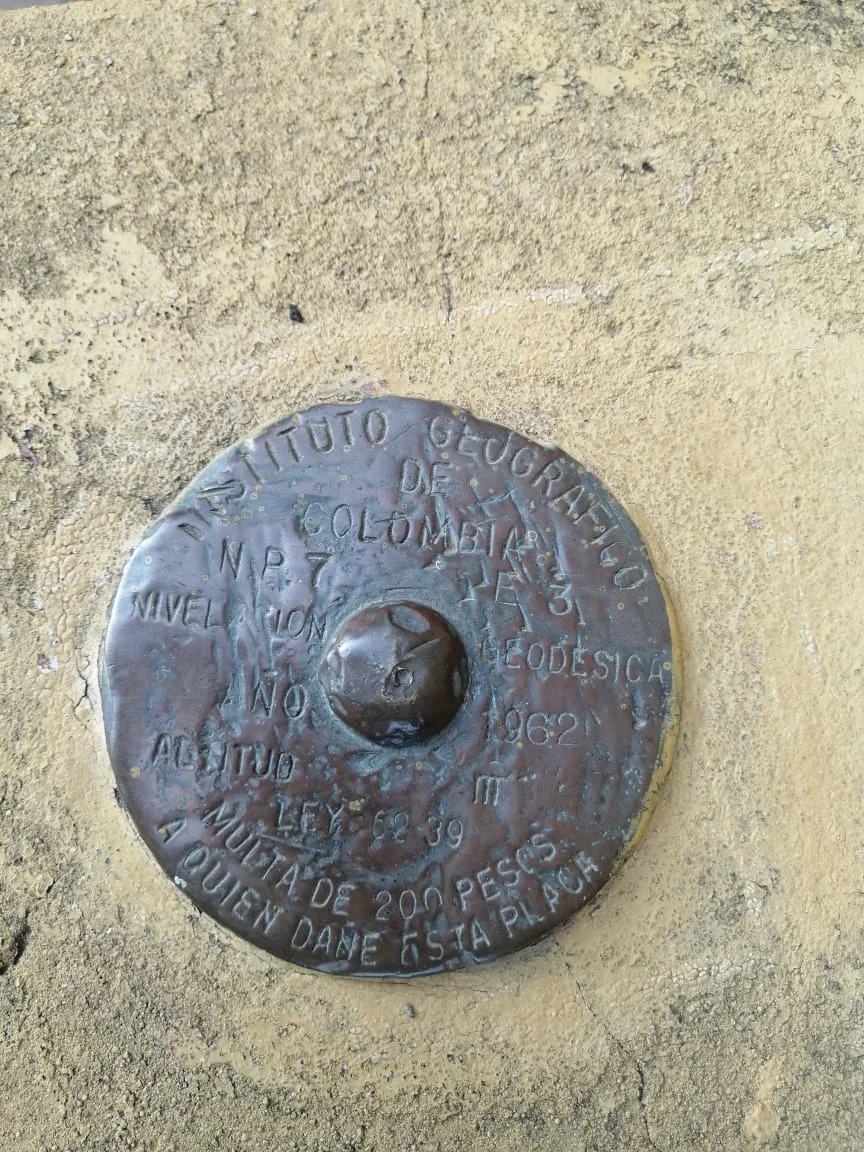 INSTITUTO GEOGRAFICO
DE
COLOMBIA
N.P. 7 P.E 3
NIVELACION GEODESICA
AÑO 1962
ALTITUD m
LEY 62 39
MULTA DE 200 PESOS
A QUIEN DAÑE ESTA PLACA